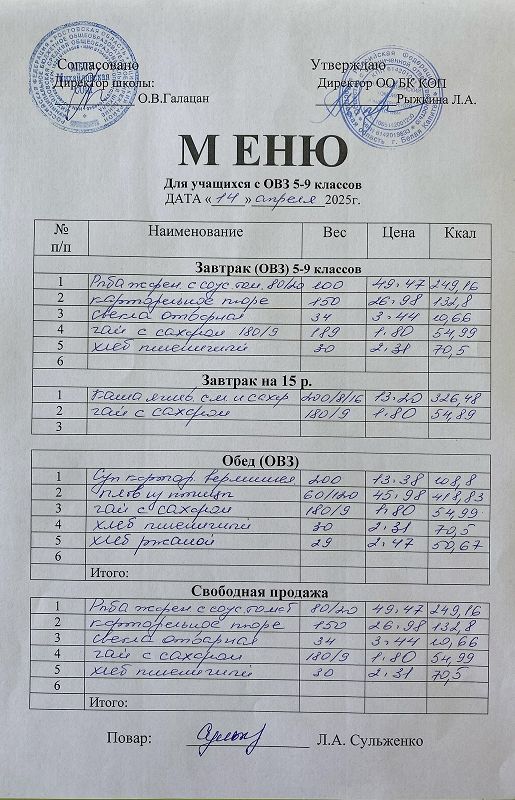 Согласовано Утверждаю
Директор школы: Директор ОО БК КОП
О.В.Галацан Рыжкина Л.А.
МЕНЮ
Для учащихся с ОВЗ 5-9 классов
ДАТА «14» апреля 2025г.
№ п/п Наименование Вес Цена Ккал
Завтрак (ОВЗ) 5-9 классов
1 Рыба жарен. с соус том. 80/20 100 49.47 249,16
2 картофельное пюре 150 26.98 132,8
3 свекла отварная 34 3.44 10,66
4 чай с сахаром 180/9 189 1.80 54,99
5 хлеб пшеничный 30 2.31 70,5
6
Завтрак на 15 р.
1 Каша с м и сахар 200/8/16 13.20 326,48
2 чай с сахаром 180/9 1.80 54,89
3
Обед (ОВЗ)
1 Суп картоф. вермишел 200 13.38 108,8
2 плов из птицы 60/120 45.98 418,83
3 чай с сахаром 180/9 1.80 54,99
4 хлеб пшеничный 30 2.31 70,5
5 хлеб ржаной 29 2.47 50,67
6
Итого:
Свободная продажа
1 Рыба жарен с соус том 80/20 49.47 249,16
2 картофельное пюре 150 26.98 132,8
3 свекла отварная 34 3.44 10,66
4 чай с сахаром 180/9 1.80 54,99
5 хлеб пшеничный 30 2.31 70,5
6
Итого:
Повар: Л.А. Сульженко